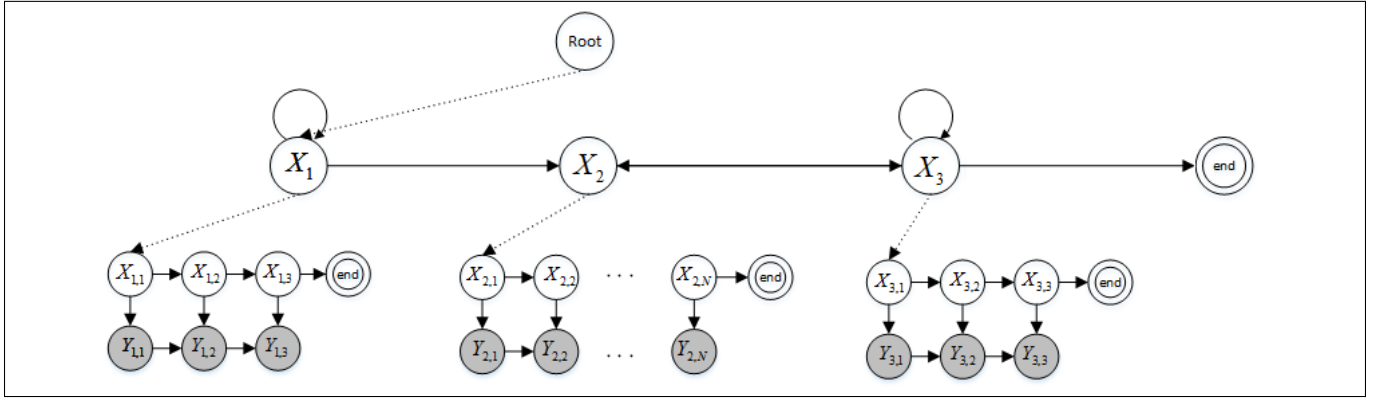 Root
X₁ X₂ X₃ end
X₁,₁ X₁,₂ X₁,₃ end X₂,₁ X₂,₂ ... X₂,N end X₃,₁ X₃,₂ X₃,₃ end
Y₁,₁ Y₁,₂ Y₁,₃ Y₂,₁ Y₂,₂ ... Y₂,N Y₃,₁ Y₃,₂ Y₃,₃